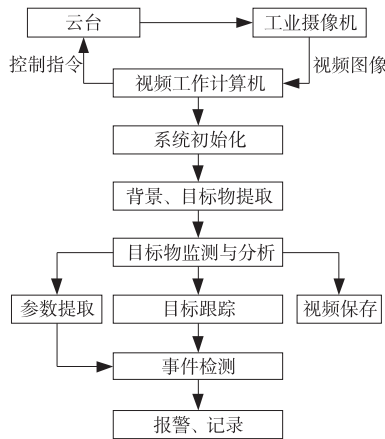 云台
工业摄像机
控制指令
视频图像
视频工作计算机
系统初始化
背景、目标物提取
目标物监测与分析
参数提取
目标跟踪
视频保存
事件检测
报警、记录